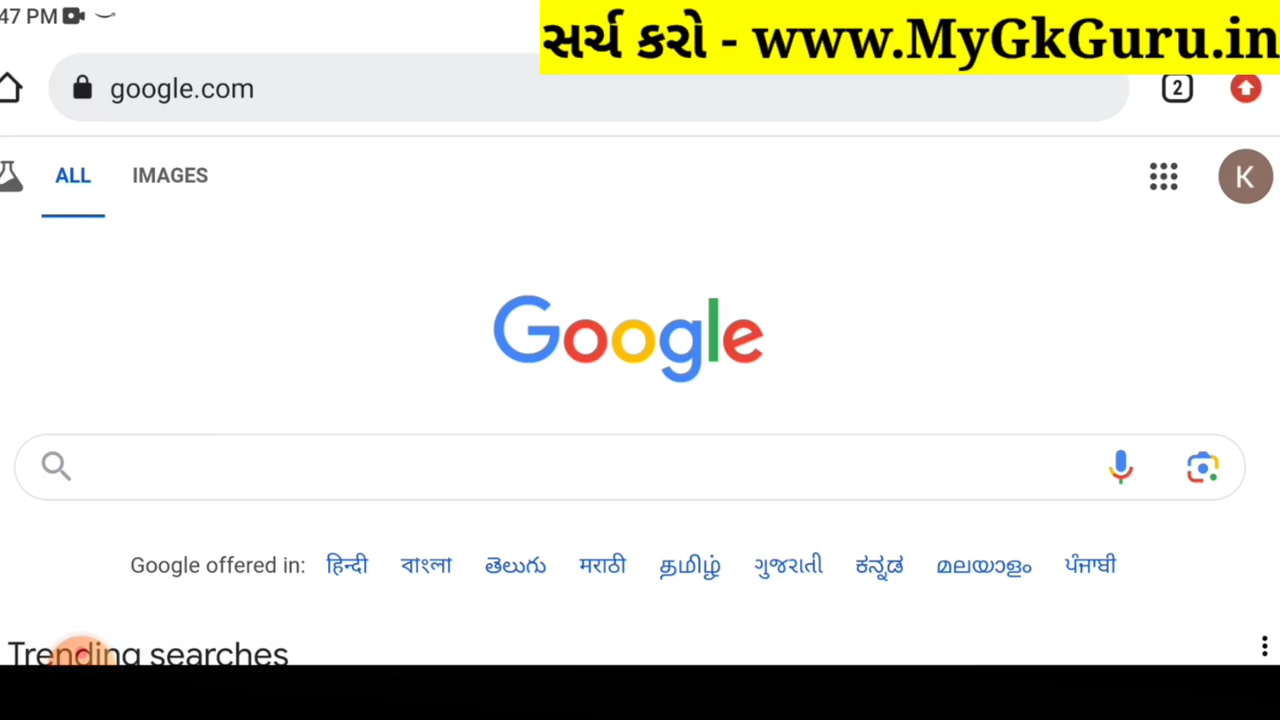 47 PM
સર્ચ કરો - www.MyGkGuru.in
google.com
2
ALL IMAGES
K
Google
Google offered in: हिन्दी বাংলা తెలుగు मराठी தமிழ் ગુજરાતી ಕನ್ನಡ മലയാളം ਪੰਜਾਬੀ
Trending searches